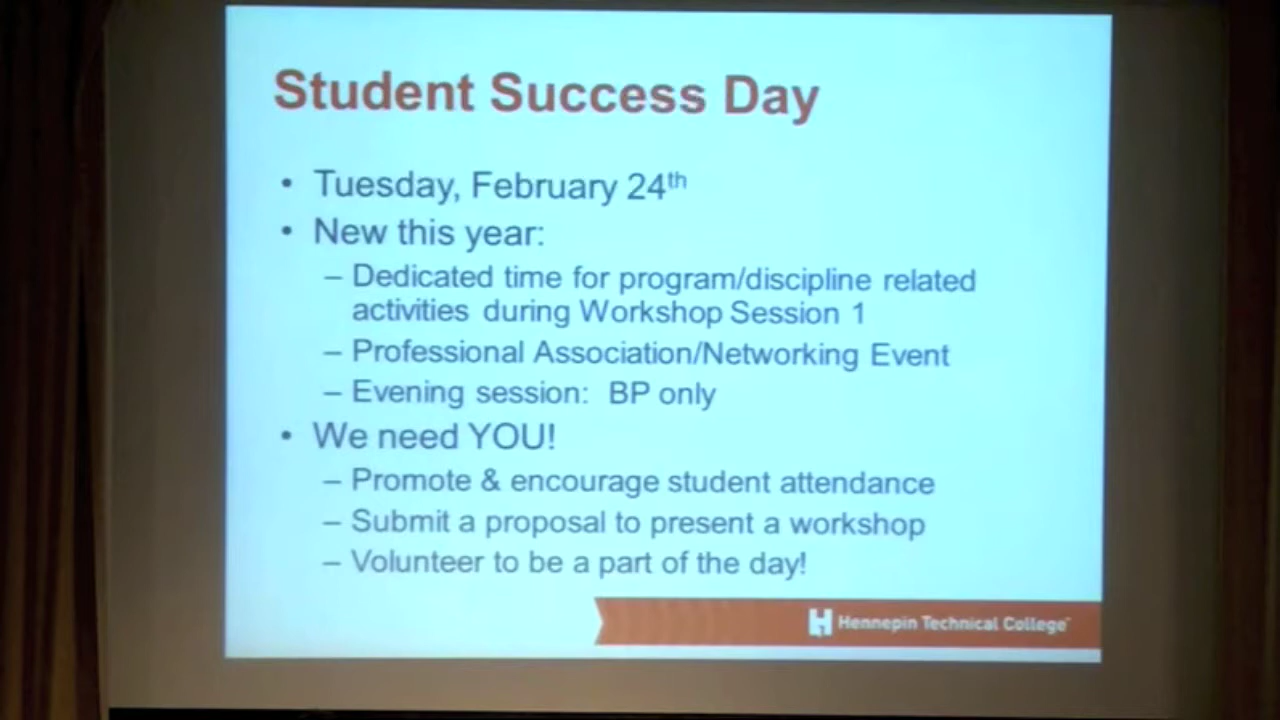 Student Success Day
• Tuesday, February 24th
• New this year:
– Dedicated time for program/discipline related
activities during Workshop Session 1
– Professional Association/Networking Event
– Evening session: BP only
• We need YOU!
– Promote & encourage student attendance
– Submit a proposal to present a workshop
– Volunteer to be a part of the day!
Hennepin Technical College